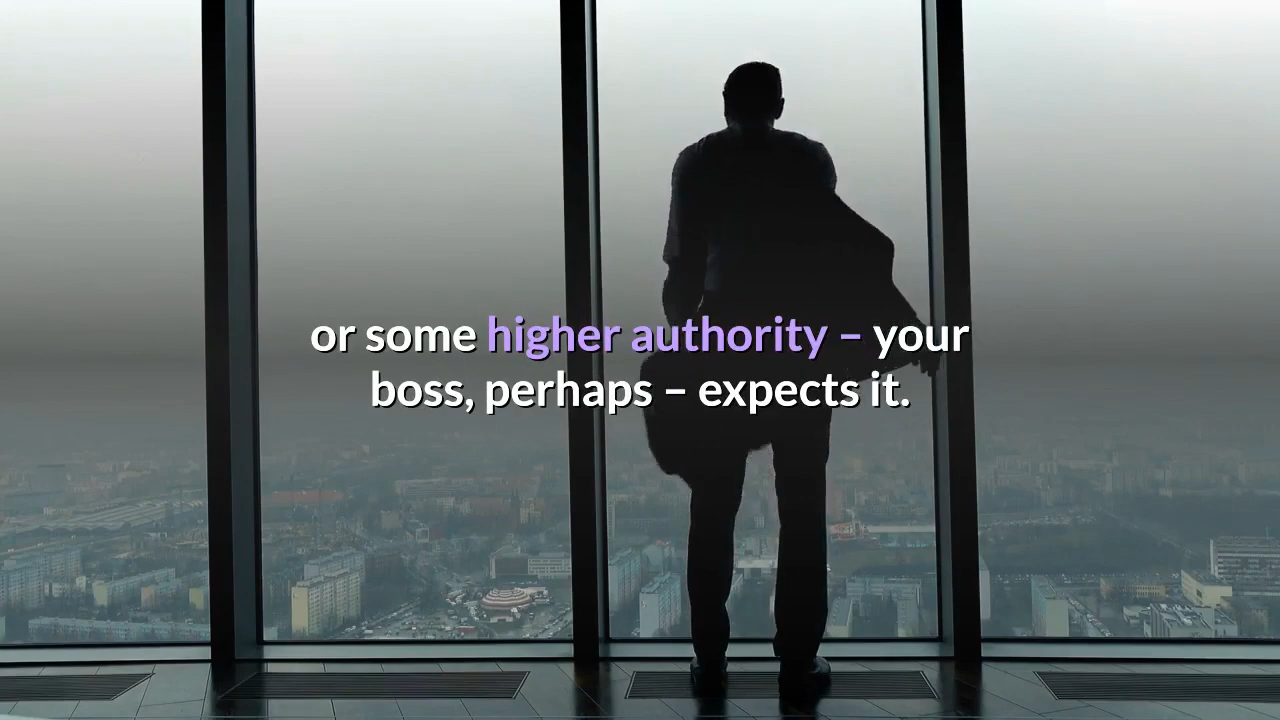 or some higher authority – your
boss, perhaps – expects it.